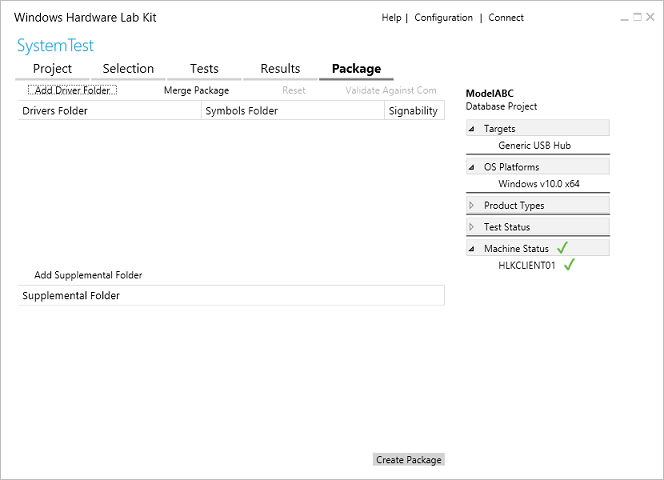 Windows Hardware Lab Kit
Help | Configuration | Connect
SystemTest
Project Selection Tests Results Package
Add Driver Folder Merge Package Reset Validate Against Com
Drivers Folder Symbols Folder Signability
Add Supplemental Folder
Supplemental Folder
Create Package
ModelABC
Database Project
Targets
Generic USB Hub
OS Platforms
Windows v10.0 x64
Product Types
Test Status
Machine Status
HLKCLIENT01